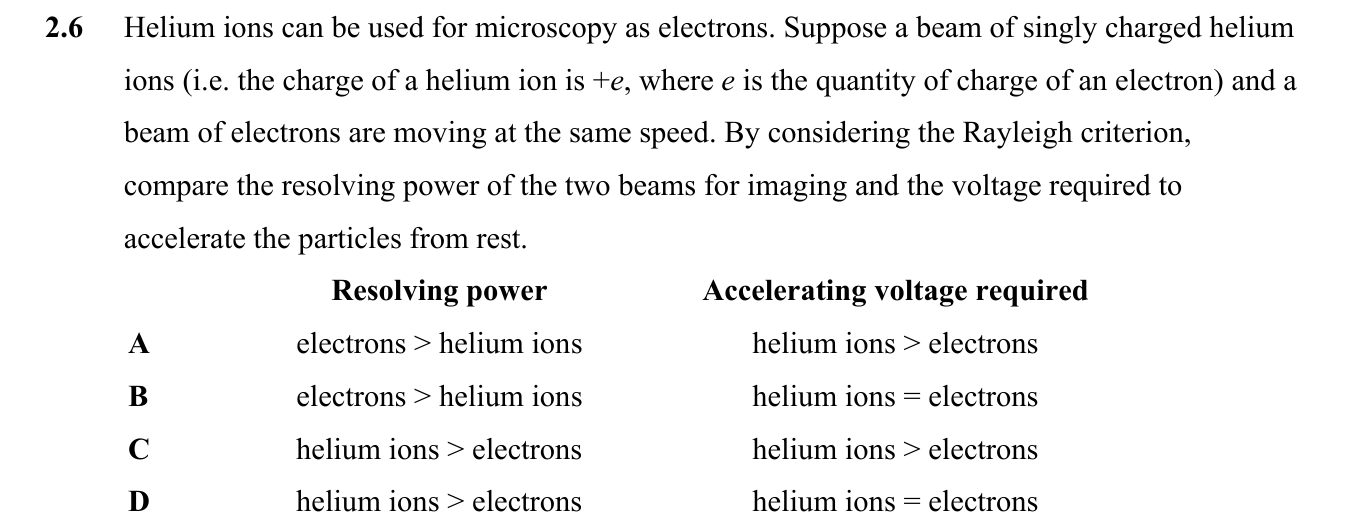 2.6 Helium ions can be used for microscopy as electrons. Suppose a beam of singly charged helium
ions (i.e. the charge of a helium ion is +e, where e is the quantity of charge of an electron) and a
beam of electrons are moving at the same speed. By considering the Rayleigh criterion,
compare the resolving power of the two beams for imaging and the voltage required to
accelerate the particles from rest.
Resolving power Accelerating voltage required
A electrons > helium ions helium ions > electrons
B electrons > helium ions helium ions = electrons
C helium ions > electrons helium ions > electrons
D helium ions > electrons helium ions = electrons